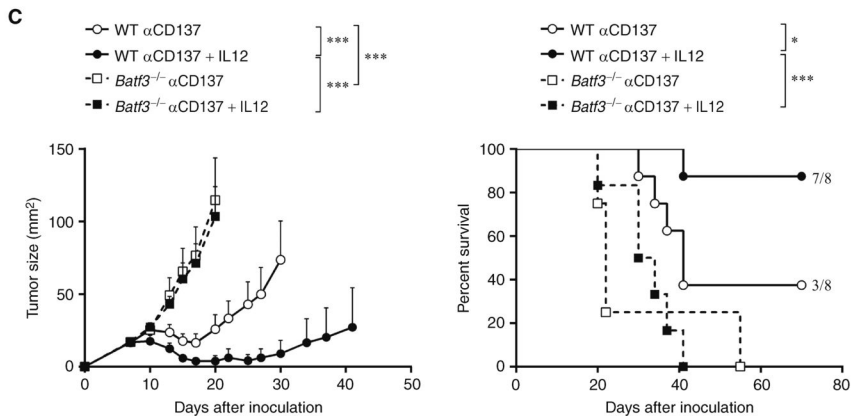 C
WT αCD137
WT αCD137 + IL12
Batf3⁻/⁻ αCD137
Batf3⁻/⁻ αCD137 + IL12
***
***
***
Tumor size (mm²)
150
100
50
0
0 10 20 30 40 50
Days after inoculation
WT αCD137
WT αCD137 + IL12
Batf3⁻/⁻ αCD137
Batf3⁻/⁻ αCD137 + IL12
*
***
Percent survival
100
80
60
40
20
0
7/8
3/8
0 20 40 60 80
Days after inoculation